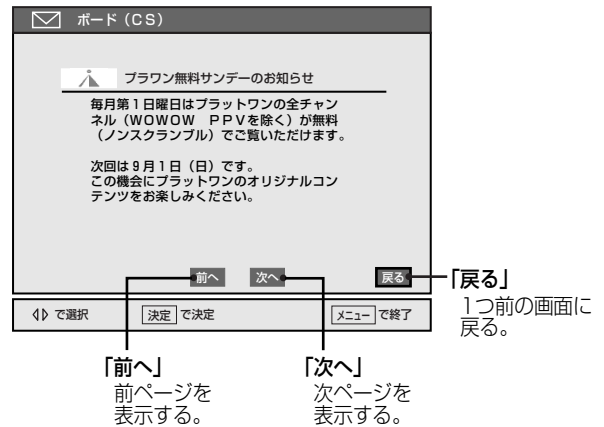 ボード（CS）
プラワン無料サンデーのお知らせ
毎月第1日曜日はプラットワンの全チャン
ネル（WOWOW　PPVを除く）が無料
（ノンスクランブル）でご覧いただけます。
次回は9月1日（日）です。
この機会にプラットワンのオリジナルコン
テンツをお楽しみください。
前へ 次へ 戻る
で選択 決定 で決定 メニュー で終了
「戻る」
1つ前の画面に
戻る。
「前へ」
前ページを
表示する。
「次へ」
次ページを
表示する。